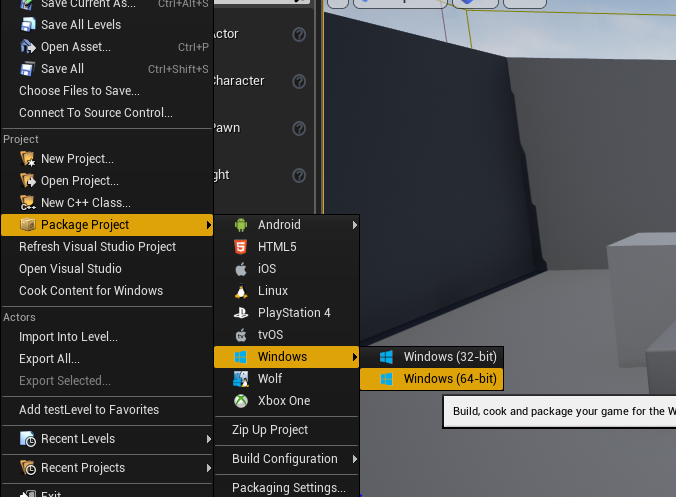 Save Current As... Ctrl+Alt+S
Save All Levels
Open Asset... Ctrl+P
Save All Ctrl+Shift+S
Choose Files to Save...
Connect To Source Control...
Project
New Project...
Open Project...
New C++ Class...
Package Project
Refresh Visual Studio Project
Open Visual Studio
Cook Content for Windows
Actors
Import Into Level...
Export All...
Export Selected...
Add testLevel to Favorites
Recent Levels
Recent Projects
Exit
Actor
Character
Pawn
ght
Android
HTML5
iOS
Linux
PlayStation 4
tvOS
Windows
Wolf
Xbox One
Zip Up Project
Build Configuration
Packaging Settings...
Windows (32-bit)
Windows (64-bit)
Build, cook and package your game for the W